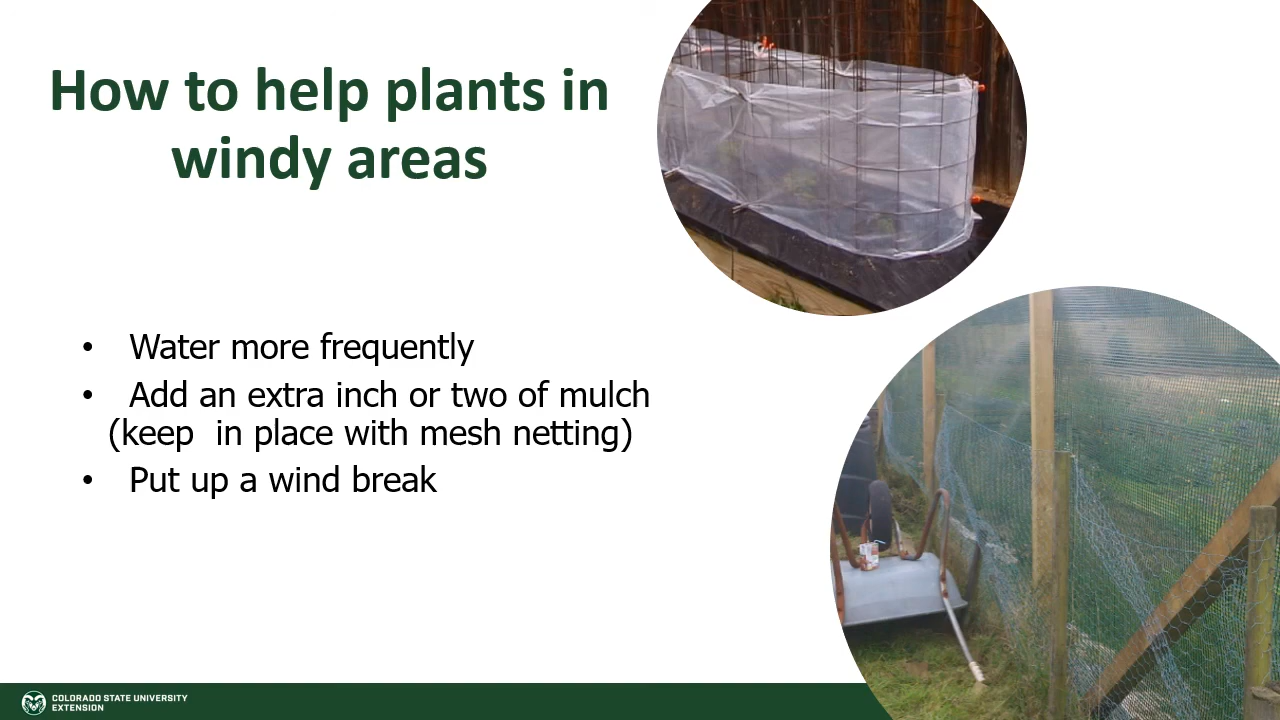 How to help plants in
windy areas
• Water more frequently
• Add an extra inch or two of mulch
(keep in place with mesh netting)
• Put up a wind break
COLORADO STATE UNIVERSITY
EXTENSION